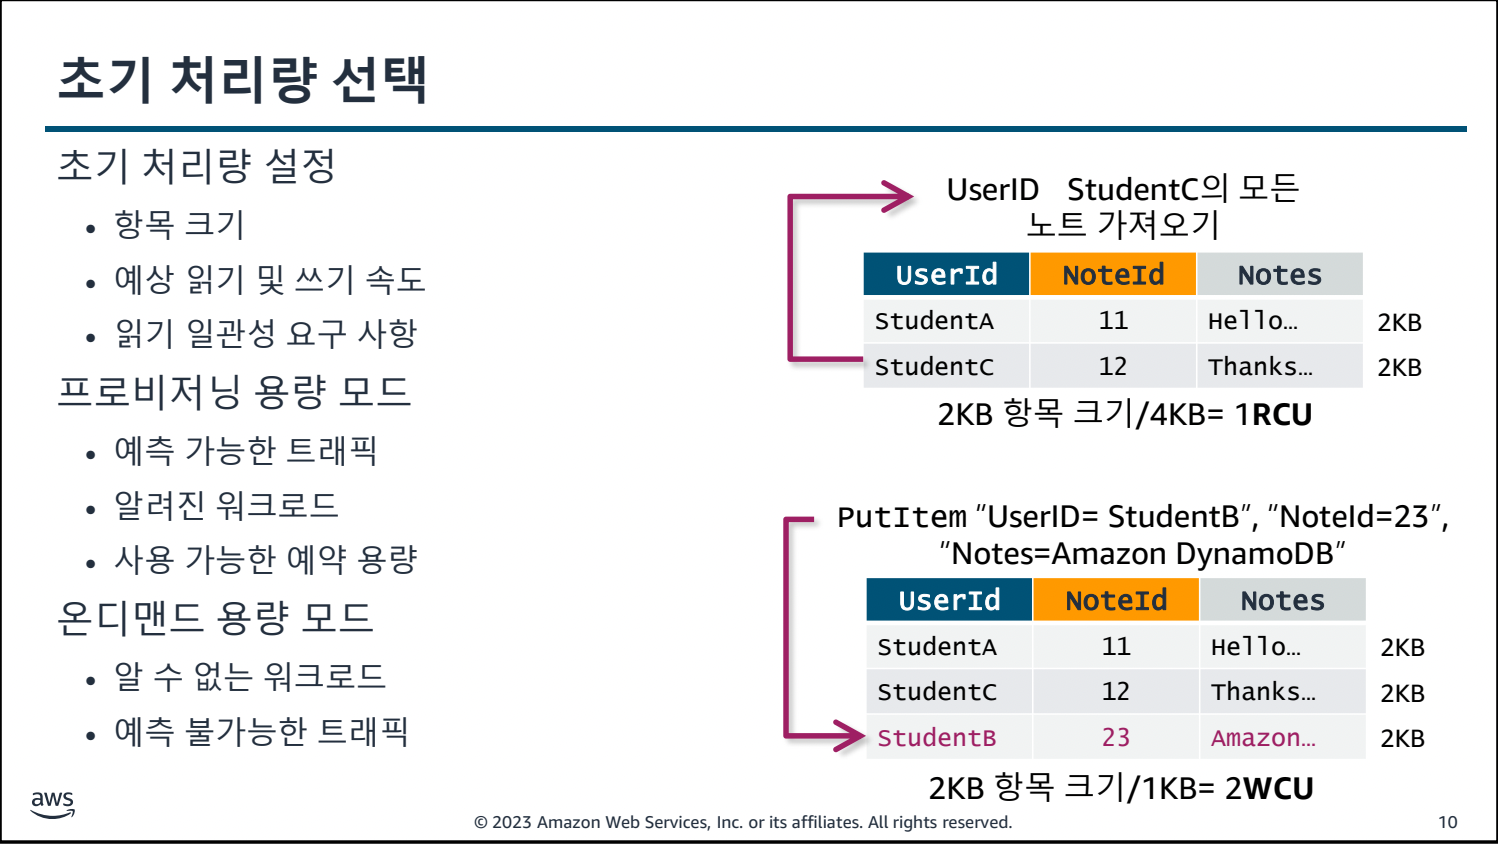 초기 처리량 선택
초기 처리량 설정
• 항목 크기
• 예상 읽기 및 쓰기 속도
• 읽기 일관성 요구 사항
프로비저닝 용량 모드
• 예측 가능한 트래픽
• 알려진 워크로드
• 사용 가능한 예약 용량
온디맨드 용량 모드
• 알 수 없는 워크로드
• 예측 불가능한 트래픽
UserID StudentC의 모든
노트 가져오기
UserId NoteId Notes
StudentA 11 Hello… 2KB
StudentC 12 Thanks… 2KB
2KB 항목 크기/4KB= 1RCU
PutItem "UserID= StudentB", "NoteId=23",
"Notes=Amazon DynamoDB"
UserId NoteId Notes
StudentA 11 Hello… 2KB
StudentC 12 Thanks… 2KB
StudentB 23 Amazon… 2KB
2KB 항목 크기/1KB= 2WCU
aws
© 2023 Amazon Web Services, Inc. or its affiliates. All rights reserved.
10